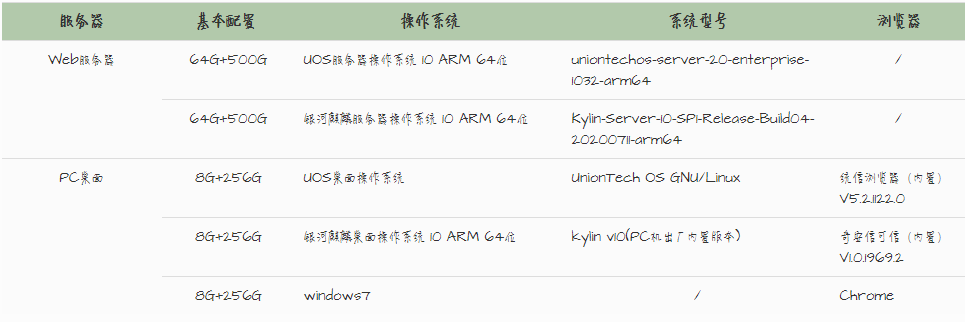 服务器 基本配置 操作系统 系统型号 浏览器
Web服务器 64G+500G UOS服务器操作系统 10 ARM 64位 uniontechos-server-20-enterprise-1032-arm64 /
64G+500G 银河麒麟服务器操作系统 10 ARM 64位 Kylin-Server-10-SP1-Release-Build04-20200711-arm64 /
PC桌面 8G+256G UOS桌面操作系统 UnionTech OS GNU/Linux 统信浏览器（内置）V5.2.1122.0
8G+256G 银河麒麟桌面操作系统 10 ARM 64位 kylin v10(PC机出厂内置版本) 奇安信可信（内置）V1.0.1969.2
8G+256G windows7 / Chrome